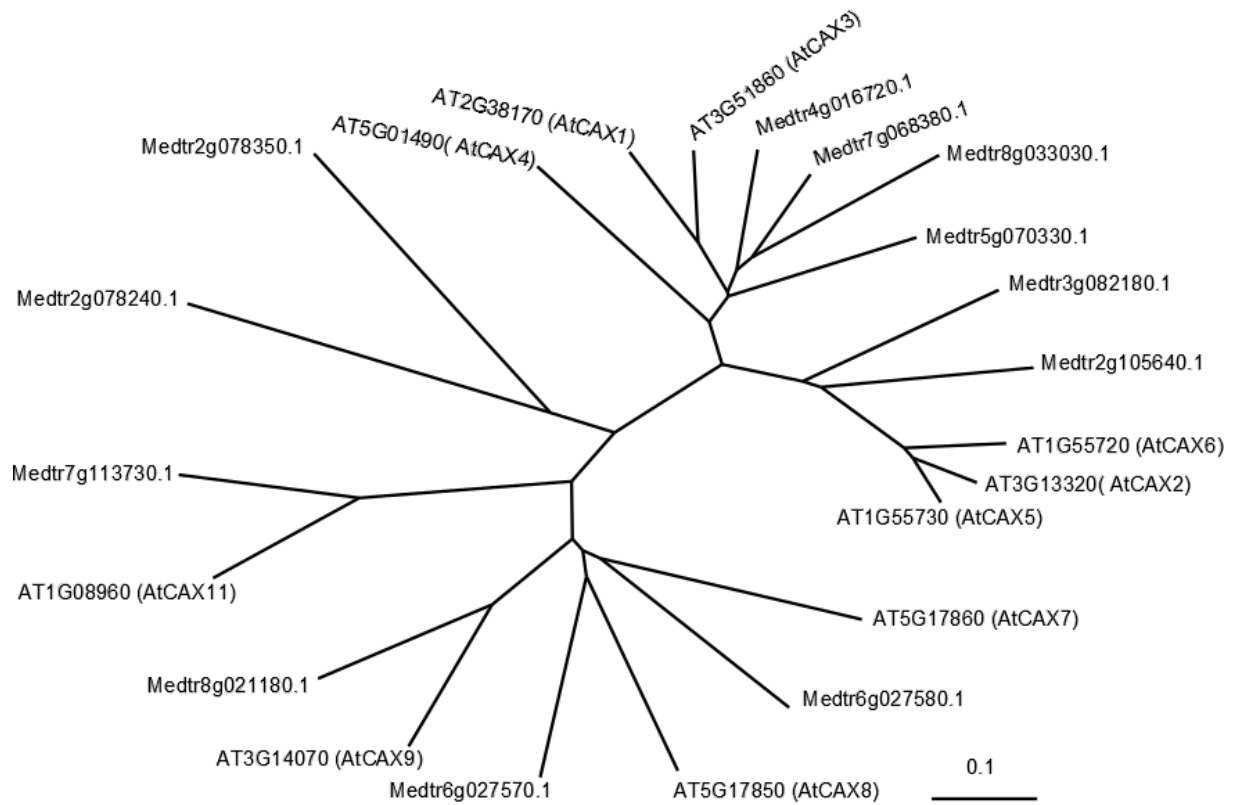 AT3G51860 (AtCAX3)
Medtr4g016720.1
AT2G38170 (AtCAX1)
Medtr7g068380.1
AT5G01490( AtCAX4)
Medtr2g078350.1
Medtr8g033030.1
Medtr5g070330.1
Medtr3g082180.1
Medtr2g078240.1
Medtr2g105640.1
AT1G55720 (AtCAX6)
Medtr7g113730.1
AT3G13320( AtCAX2)
AT1G55730 (AtCAX5)
AT1G08960 (AtCAX11)
AT5G17860 (AtCAX7)
Medtr8g021180.1
Medtr6g027580.1
AT3G14070 (AtCAX9)
0.1
Medtr6g027570.1
AT5G17850 (AtCAX8)